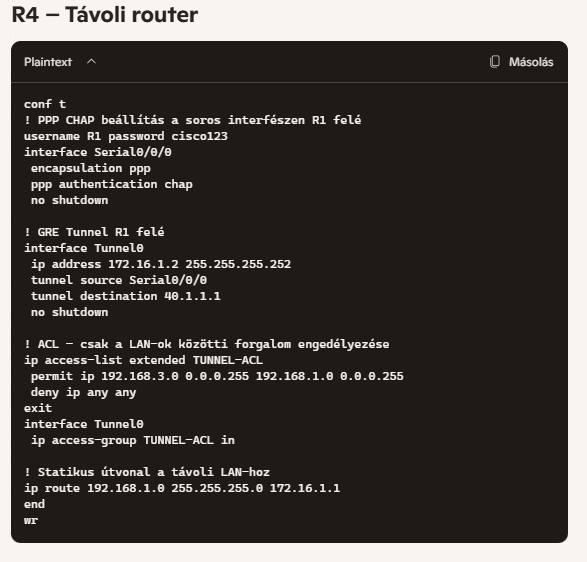 R4 – Távoli router
Plaintext
Másolás
conf t
! PPP CHAP beállítás a soros interfészen R1 felé
username R1 password cisco123
interface Serial0/0/0
 encapsulation ppp
 ppp authentication chap
 no shutdown

! GRE Tunnel R1 felé
interface Tunnel0
 ip address 172.16.1.2 255.255.255.252
 tunnel source Serial0/0/0
 tunnel destination 40.1.1.1
 no shutdown

! ACL – csak a LAN-ok közötti forgalom engedélyezése
ip access-list extended TUNNEL-ACL
 permit ip 192.168.3.0 0.0.0.255 192.168.1.0 0.0.0.255
 deny ip any any
exit
interface Tunnel0
 ip access-group TUNNEL-ACL in

! Statikus útvonal a távoli LAN-hoz
ip route 192.168.1.0 255.255.255.0 172.16.1.1
end
wr